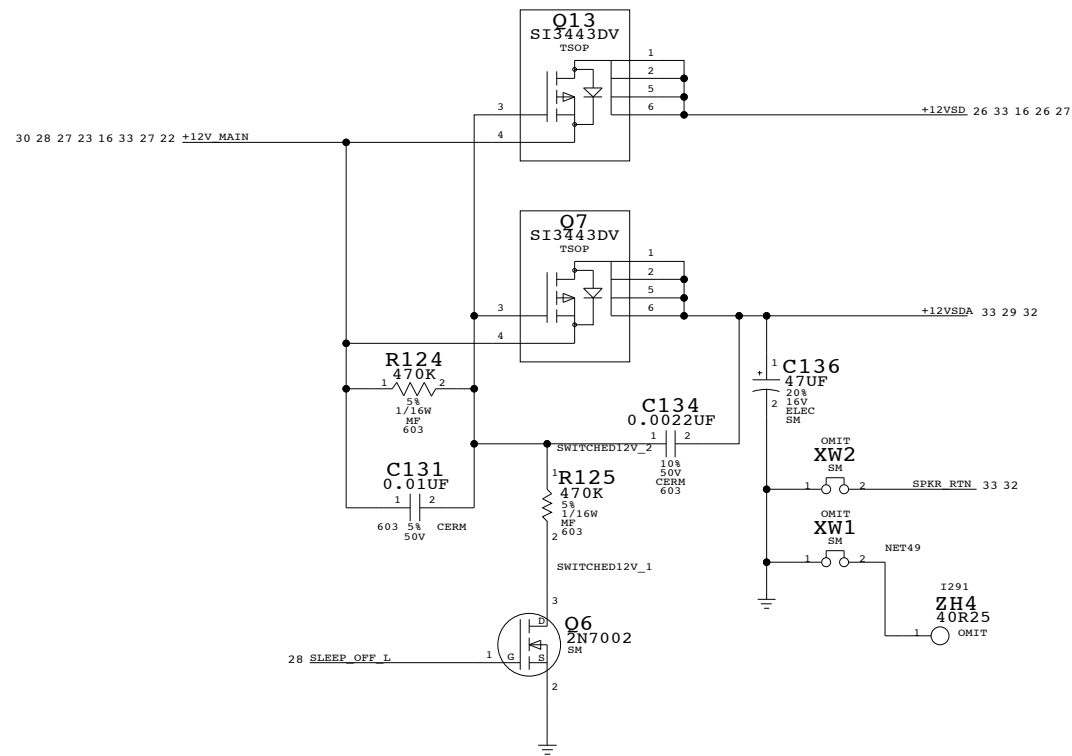 Q13
SI3443DV
TSOP
1
2
5
6
3
4
30 28 27 23 16 33 27 22 +12V_MAIN
+12VSD 26 33 16 26 27
Q7
SI3443DV
TSOP
1
2
5
6
3
4
+12VSDA 33 29 32
R124
470K
1 2
5%
1/16W
MF
603
C131
0.01UF
1 2
603 5% CERM
50V
C134
0.0022UF
SWITCHED12V_2 1 2
10%
50V
CERM
603
1 C136
+ 47UF
20%
2 16V
ELEC
SM
1 R125
470K
5%
1/16W
MF
2 603
SWITCHED12V_1
OMIT
XW2
SM
1 2 SPKR_RTN 33 32
OMIT
XW1
SM
1 2 NET49
I291
ZH4
40R25
1 OMIT
3
D Q6
2N7002
SM
28 SLEEP_OFF_L 1 G S
2